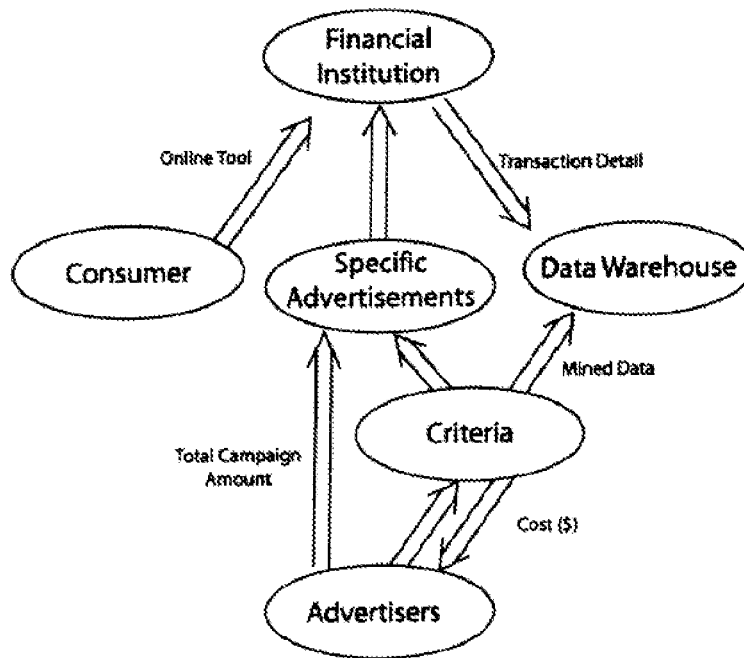 Financial
Institution
Online Tool
Transaction Detail
Consumer
Specific
Advertisements
Data Warehouse
Mined Data
Criteria
Total Campaign
Amount
Cost ($)
Advertisers